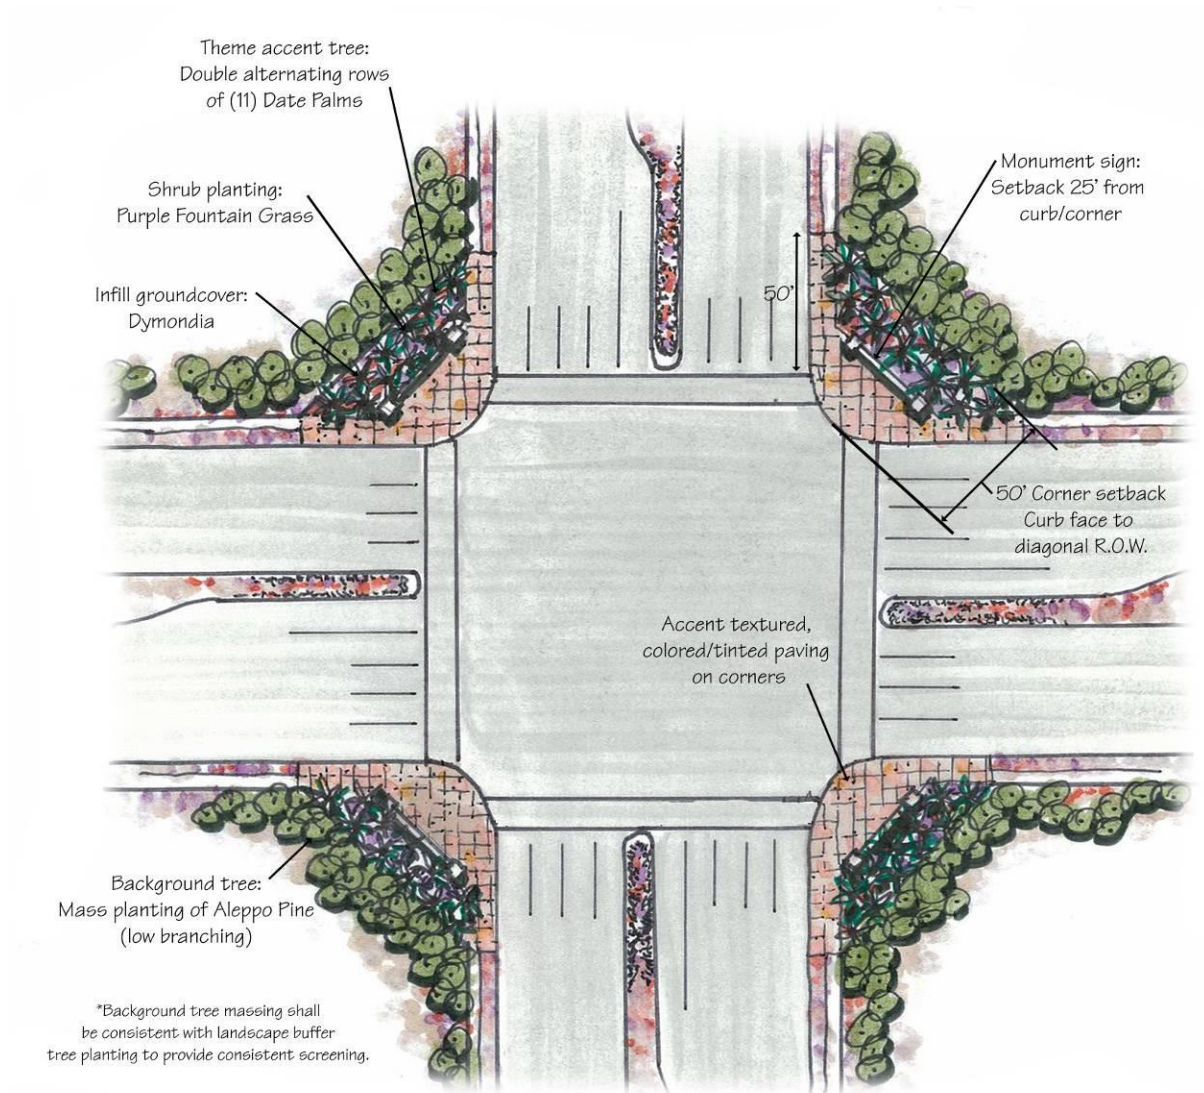 Theme accent tree:
Double alternating rows
of (11) Date Palms
Shrub planting:
Purple Fountain Grass
Infill groundcover:
Dymondia
Monument sign:
Setback 25' from
curb/corner
50'
50' Corner setback
Curb face to
diagonal R.O.W.
Accent textured,
colored/tinted paving
on corners
Background tree:
Mass planting of Aleppo Pine
(low branching)
*Background tree massing shall
be consistent with landscape buffer
tree planting to provide consistent screening.